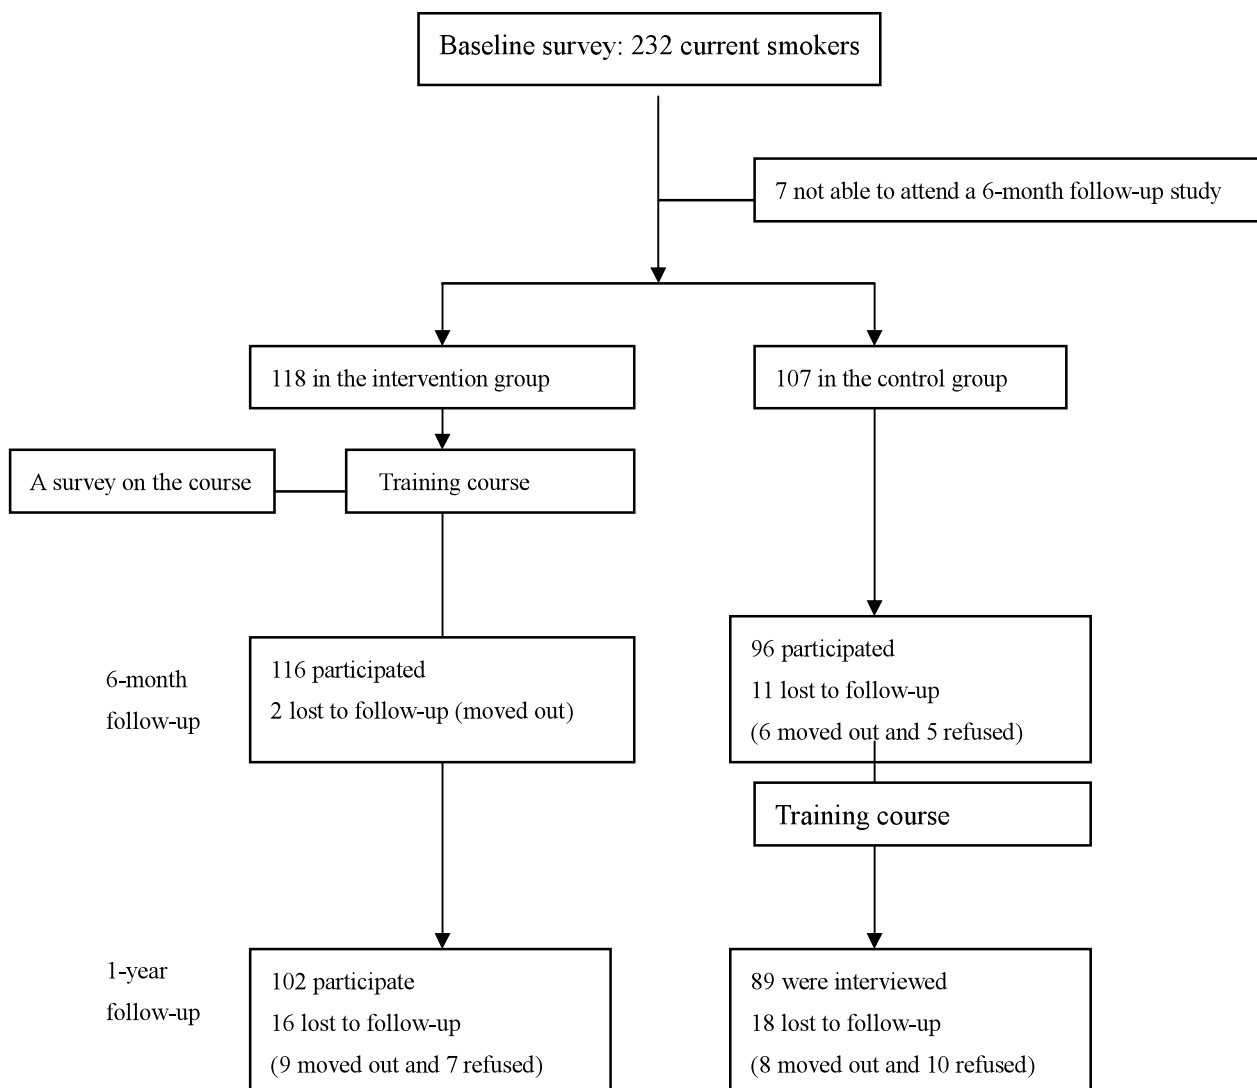 Baseline survey: 232 current smokers
7 not able to attend a 6-month follow-up study
118 in the intervention group
107 in the control group
A survey on the course
Training course
6-month
follow-up
116 participated
2 lost to follow-up (moved out)
96 participated
11 lost to follow-up
(6 moved out and 5 refused)
Training course
1-year
follow-up
102 participate
16 lost to follow-up
(9 moved out and 7 refused)
89 were interviewed
18 lost to follow-up
(8 moved out and 10 refused)